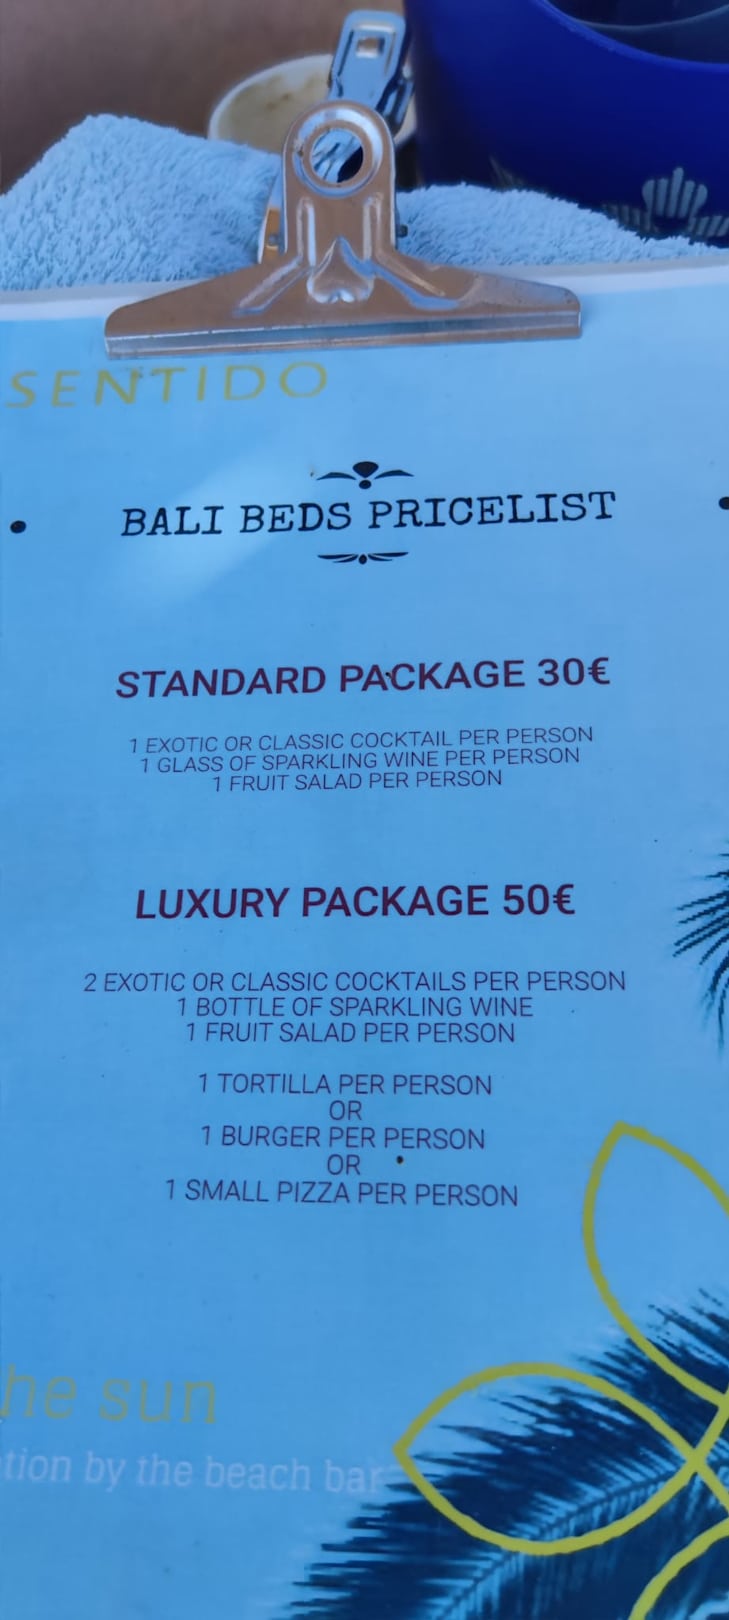 SENTIDO
BALI BEDS PRICELIST
STANDARD PACKAGE 30€
1 EXOTIC OR CLASSIC COCKTAIL PER PERSON
1 GLASS OF SPARKLING WINE PER PERSON
1 FRUIT SALAD PER PERSON
LUXURY PACKAGE 50€
2 EXOTIC OR CLASSIC COCKTAILS PER PERSON
1 BOTTLE OF SPARKLING WINE
1 FRUIT SALAD PER PERSON
1 TORTILLA PER PERSON
OR
1 BURGER PER PERSON
OR
1 SMALL PIZZA PER PERSON
he sun
tion by the beach bar